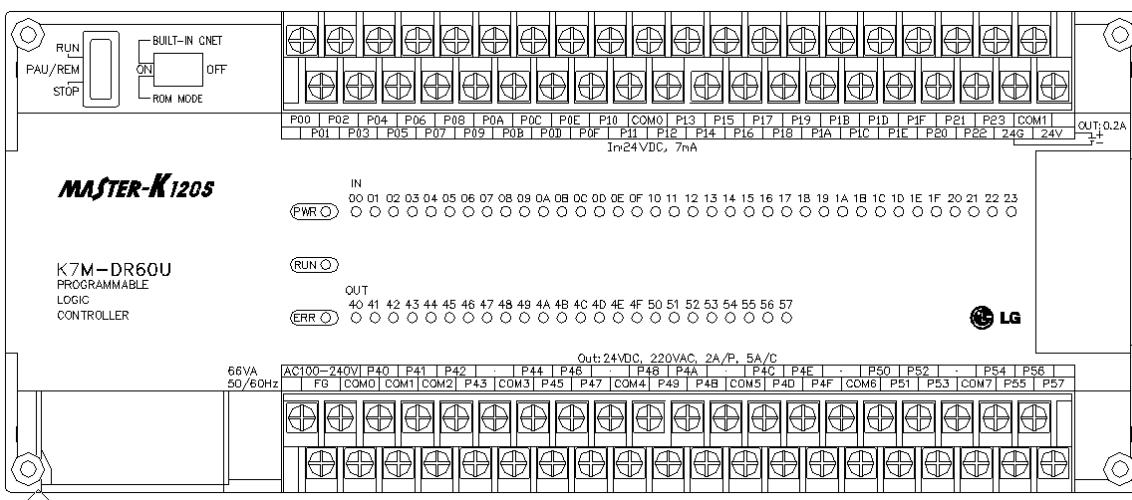 RUN
PAU/REM
STOP
BUILT-IN CNET
ON OFF
ROM MODE
P00 P02 P04 P06 P08 P0A P0C P0E P10 COM0 P13 P15 P17 P19 P1B P1D P1F P21 P23 COM1
P01 P03 P05 P07 P09 P0B P0D P0F P11 P12 P14 P16 P18 P1A P1C P1E P20 P22 24G 24V
OUT:0.2A
+
-
In:24VDC, 7mA
MASTER-K120S
IN
00 01 02 03 04 05 06 07 08 09 0A 0B 0C 0D 0E 0F 10 11 12 13 14 15 16 17 18 19 1A 1B 1C 1D 1E 1F 20 21 22 23
PWR
K7M-DR60U
PROGRAMMABLE
LOGIC
CONTROLLER
RUN
OUT
40 41 42 43 44 45 46 47 48 49 4A 4B 4C 4D 4E 4F 50 51 52 53 54 55 56 57
ERR
LG
Out:24VDC, 220VAC, 2A/P, 5A/C
66VA
50/60Hz
AC100-240V P40 P41 P42 · P44 P46 · P48 P4A · P4C P4E · P50 P52 · P54 P56
FG COM0 COM1 COM2 P43 COM3 P45 P47 COM4 P49 P4B COM5 P4D P4F COM6 P51 P53 COM7 P55 P57